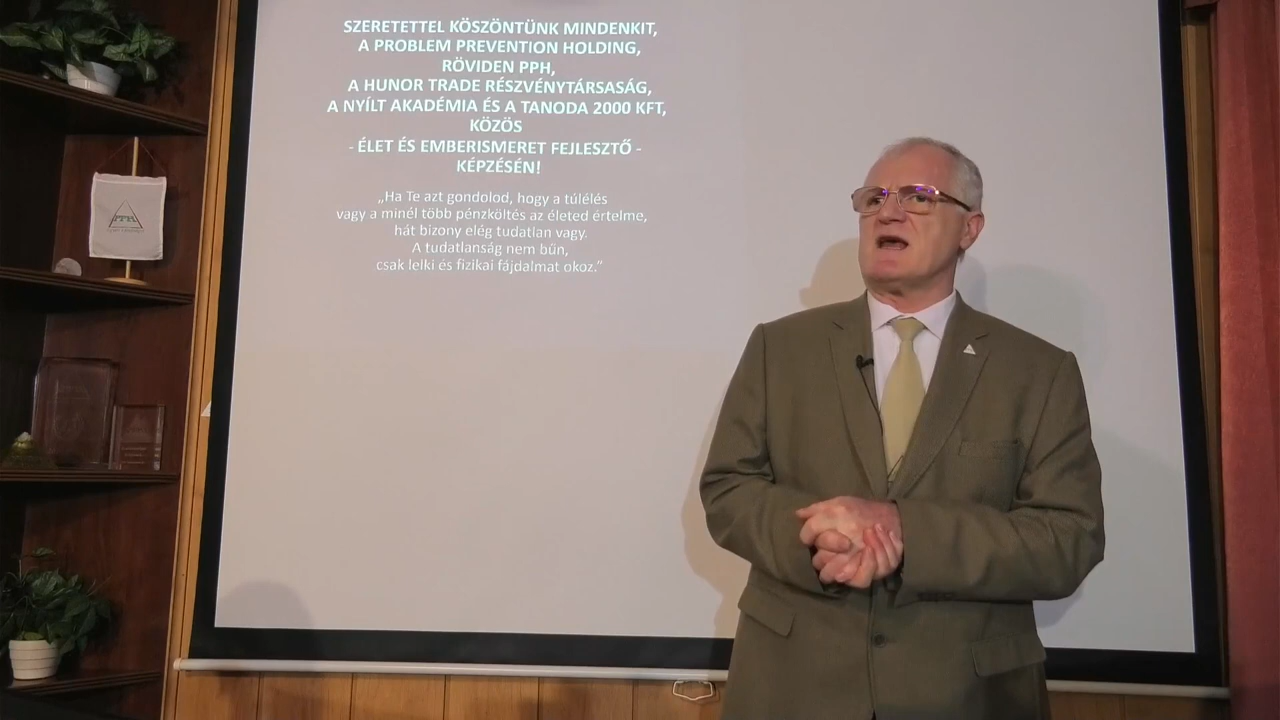 SZERETETTEL KÖSZÖNTÜNK MINDENKIT,
A PROBLEM PREVENTION HOLDING,
RÖVIDEN PPH,
A HUNOR TRADE RÉSZVÉNYTÁRSASÁG,
A NYÍLT AKADÉMIA ÉS A TANODA 2000 KFT,
KÖZÖS
- ÉLET ÉS EMBERISMERET FEJLESZTŐ -
KÉPZÉSÉN!
„Ha Te azt gondolod, hogy a túlélés
vagy a minél több pénzköltés az életed értelme,
hát bizony elég tudatlan vagy.
A tudatlanság nem bűn,
csak lelki és fizikai fájdalmat okoz.”